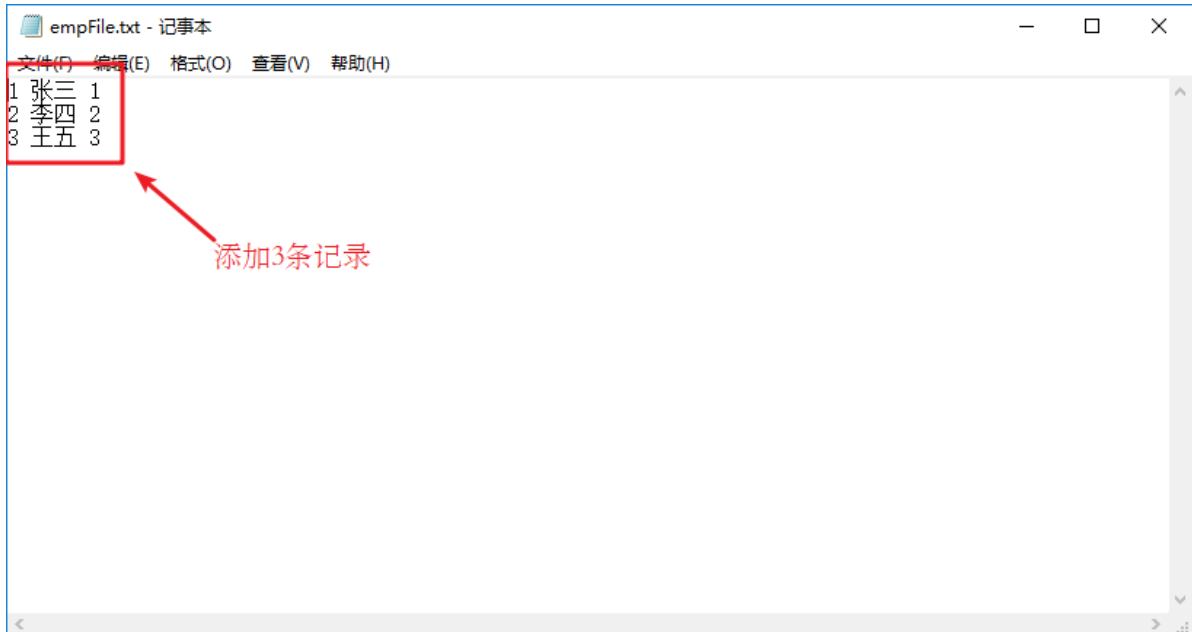 empFile.txt - 记事本
文件(F) 编辑(E) 格式(O) 查看(V) 帮助(H)
1 张三 1
2 李四 2
3 王五 3
添加3条记录